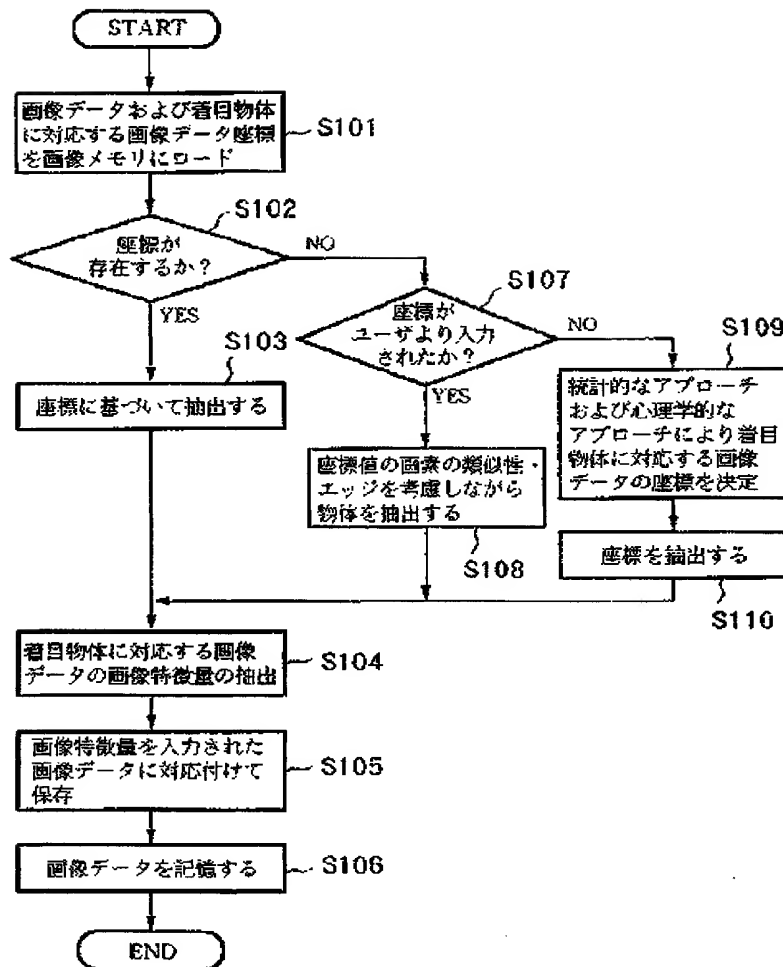 START
画像データおよび着目物体
に対応する画像データ座標
を画像メモリにロード
S101
S102
座標が
存在するか?
NO
YES
S103
座標に基づいて抽出する
S107
座標が
ユーザより入力
されたか?
NO
YES
座標値の画素の類似性・
エッジを考慮しながら
物体を抽出する
S108
S109
統計的なアプローチ
および心理学的な
アプローチにより着目
物体に対応する画像
データの座標を決定
座標を抽出する
S110
着目物体に対応する画像
データの画像特徴量の抽出
S104
画像特徴量を入力された
画像データに対応付けて
保存
S105
画像データを記憶する
S106
END